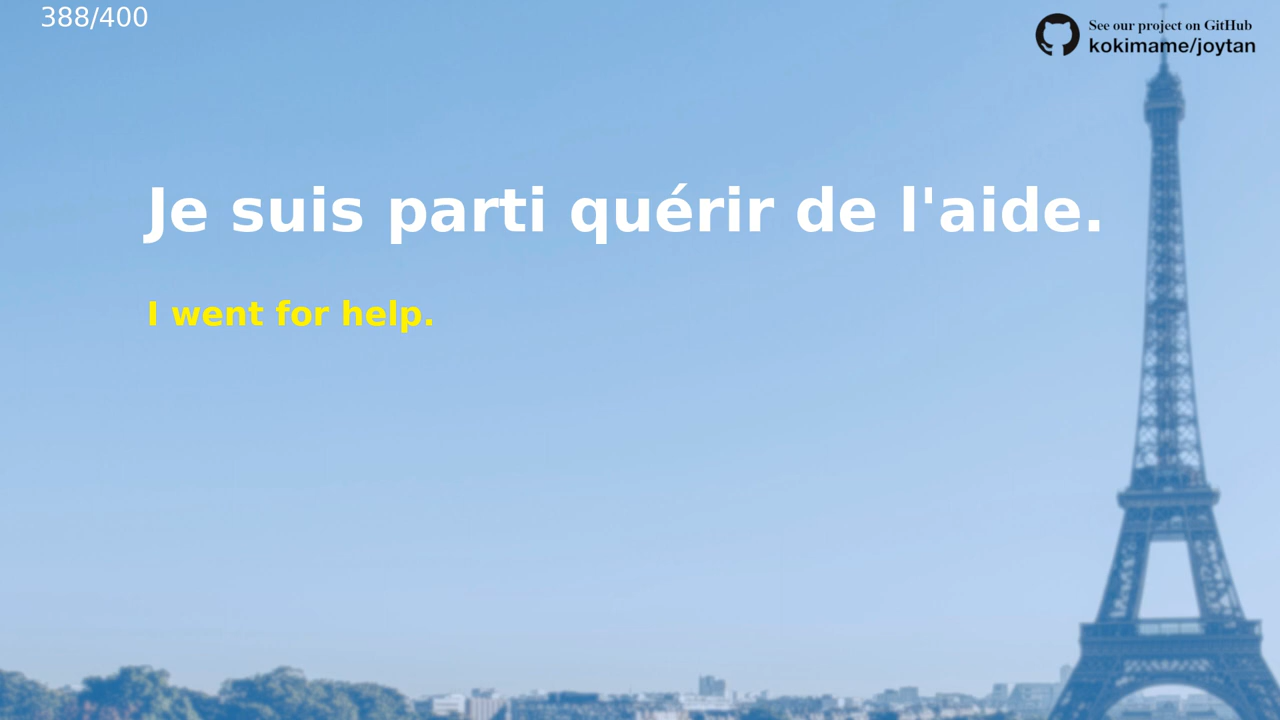 388/400
See our project on GitHub
kokimame/joytan
Je suis parti quérir de l'aide.
I went for help.